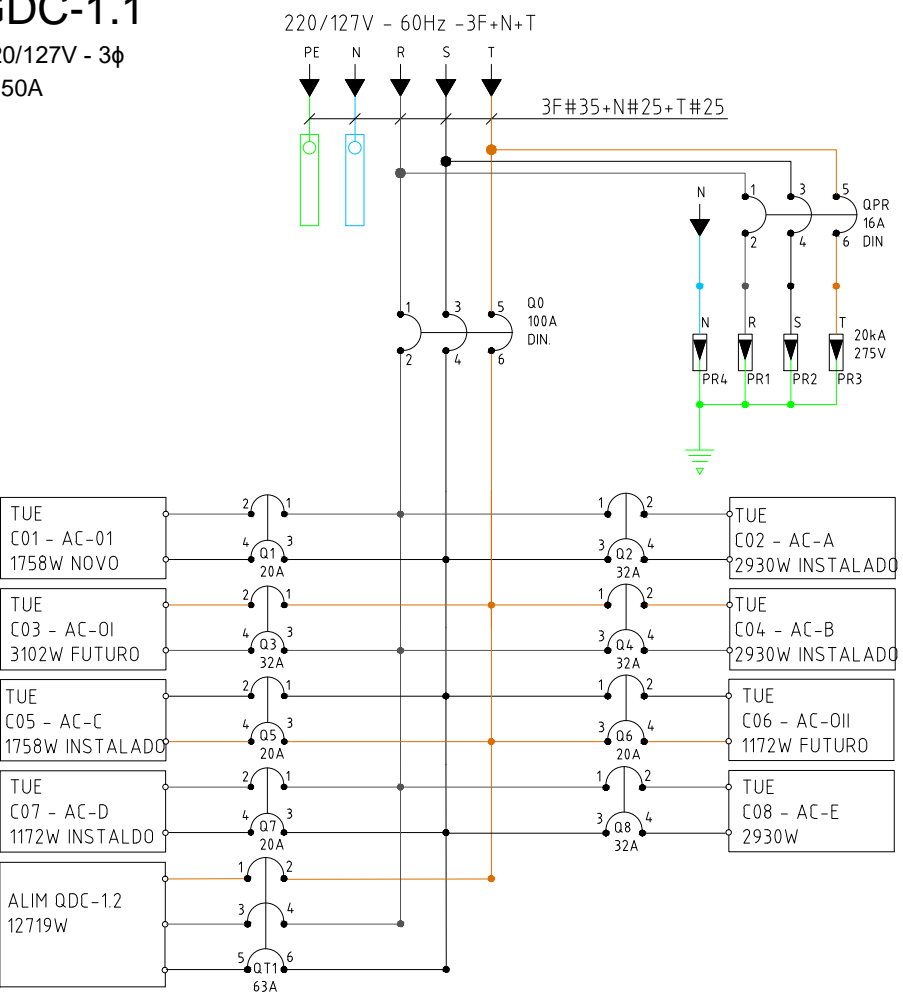 GDC-1.1
20/127V - 3ϕ
50A
220/127V - 60Hz -3F+N+T
PE N R S T
3F#35+N#25+T#25
N
1 3 5
QPR
16A
DIN
2 4 6
1 3 5
Q0
100A
DIN.
2 4 6
N R S T
20kA
275V
PR4 PR1 PR2 PR3
TUE
C01 - AC-01
1758W NOVO
2 1
4 3
Q1
20A
1 2
3 4
Q2
32A
TUE
C02 - AC-A
2930W INSTALADO
TUE
C03 - AC-OI
3102W FUTURO
2 1
4 3
Q3
32A
1 2
3 4
Q4
32A
TUE
C04 - AC-B
2930W INSTALADO
TUE
C05 - AC-C
1758W INSTALADO
2 1
4 3
Q5
20A
1 2
3 4
Q6
20A
TUE
C06 - AC-OII
1172W FUTURO
TUE
C07 - AC-D
1172W INSTALDO
2 1
4 3
Q7
20A
1 2
3 4
Q8
32A
TUE
C08 - AC-E
2930W
ALIM QDC-1.2
12719W
1 2
3 4
5 6
QT1
63A